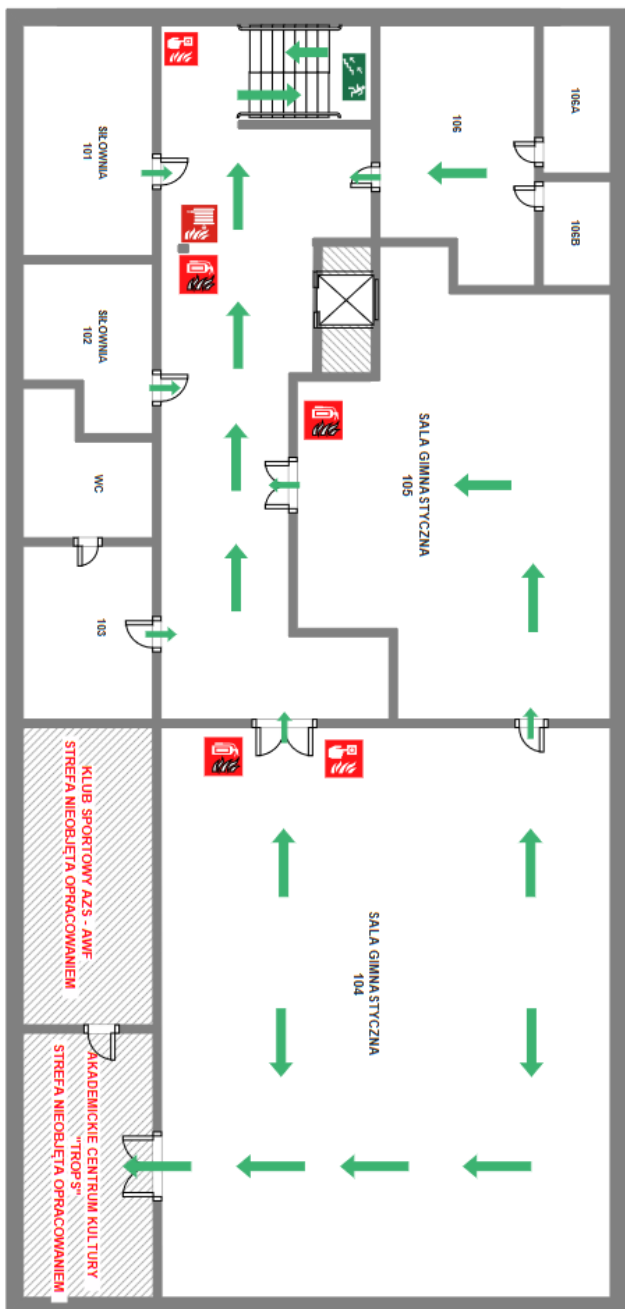 SIŁOWNIA
101
SIŁOWNIA
102
WC
103
106
106A
106B
SALA GIMNASTYCZNA
105
SALA GIMNASTYCZNA
104
KLUB SPORTOWY AZS - AWF
STREFA NIEOBJĘTA OPRACOWANIEM
AKADEMICKIE CENTRUM KULTURY
"TROPS"
STREFA NIEOBJĘTA OPRACOWANIEM